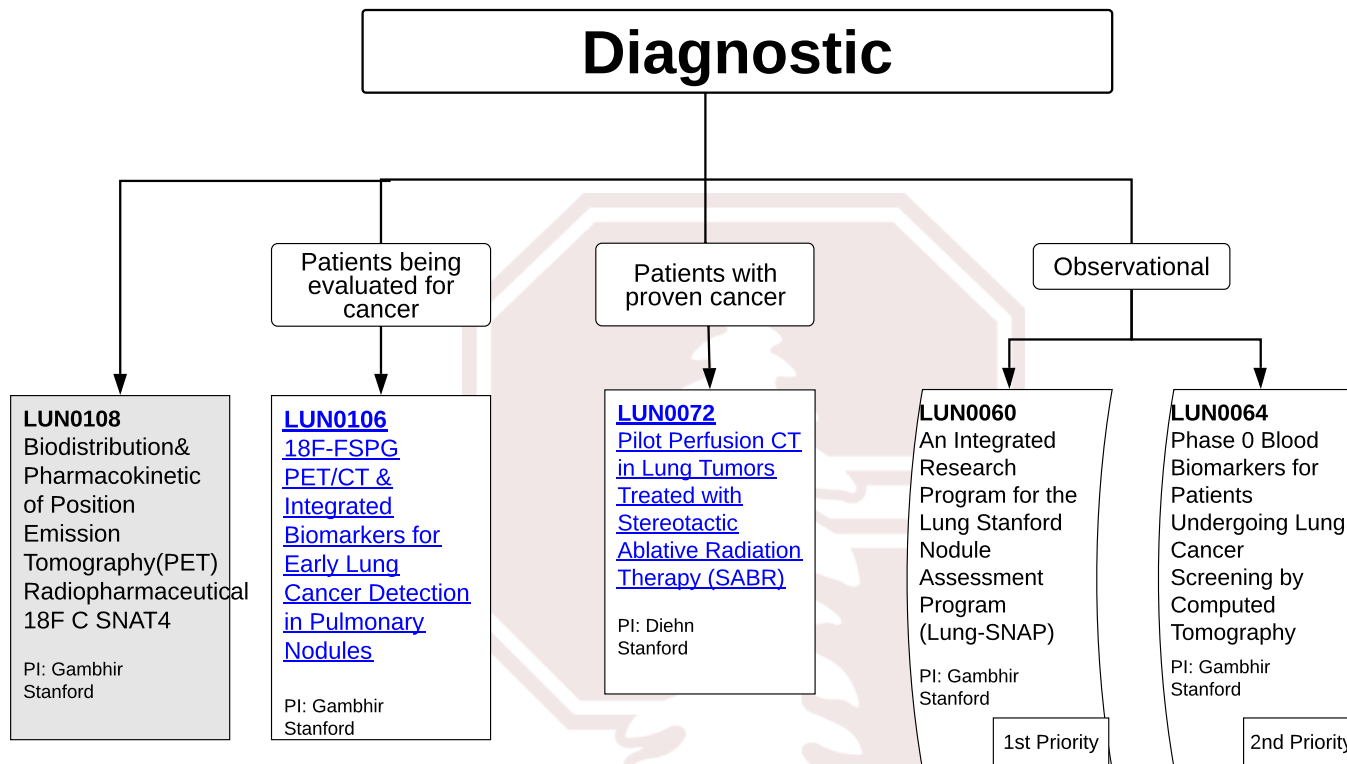 Diagnostic
Patients being
evaluated for
cancer
Patients with
proven cancer
Observational
LUN0108
Biodistribution&
Pharmacokinetic
of Position
Emission
Tomography(PET)
Radiopharmaceutical
18F C SNAT4
PI: Gambhir
Stanford
LUN0106
18F-FSPG
PET/CT &
Integrated
Biomarkers for
Early Lung
Cancer Detection
in Pulmonary
Nodules
PI: Gambhir
Stanford
LUN0072
Pilot Perfusion CT
in Lung Tumors
Treated with
Stereotactic
Ablative Radiation
Therapy (SABR)
PI: Diehn
Stanford
LUN0060
An Integrated
Research
Program for the
Lung Stanford
Nodule
Assessment
Program
(Lung-SNAP)
PI: Gambhir
Stanford
1st Priority
LUN0064
Phase 0 Blood
Biomarkers for
Patients
Undergoing Lung
Cancer
Screening by
Computed
Tomography
PI: Gambhir
Stanford
2nd Priority